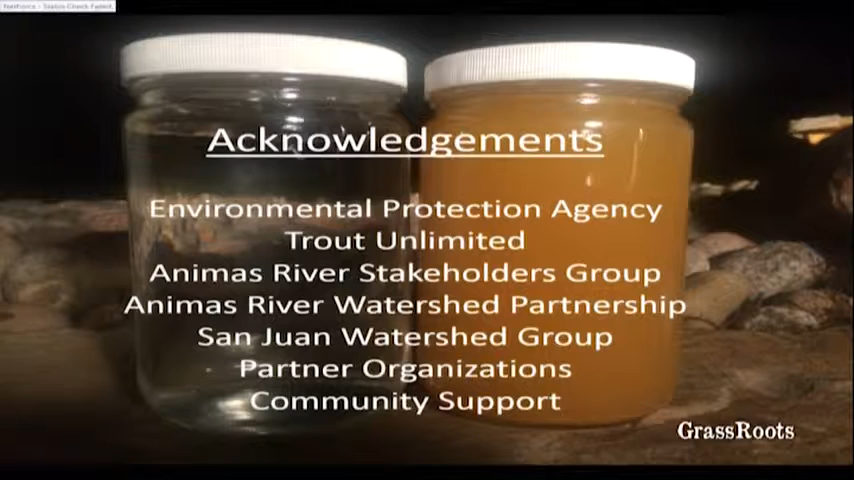 Acknowledgements
Environmental Protection Agency
Trout Unlimited
Animas River Stakeholders Group
Animas River Watershed Partnership
San Juan Watershed Group
Partner Organizations
Community Support
GrassRoots